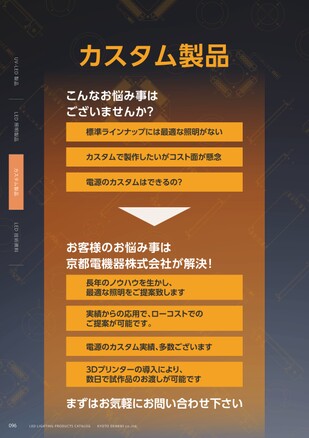 カスタム製品
こんなお悩み事は
ございませんか?
標準ラインナップには最適な照明がない
カスタムで製作したいがコスト面が懸念
電源のカスタムはできるの?
お客様のお悩み事は
京都電機器株式会社が解決!
長年のノウハウを生かし、
最適な照明をご提案致します
実績からの応用で、ローコストでの
ご提案が可能です。
電源のカスタム実績、多数ございます
3Dプリンターの導入により、
数日で試作品のお渡しが可能です
まずはお気軽にお問い合わせ下さい
UV-LED 製品
カスタム製品
096
LED LIGHTING PRODUCTS CATALOG
KYOTO DENKIKI co.,ltd.